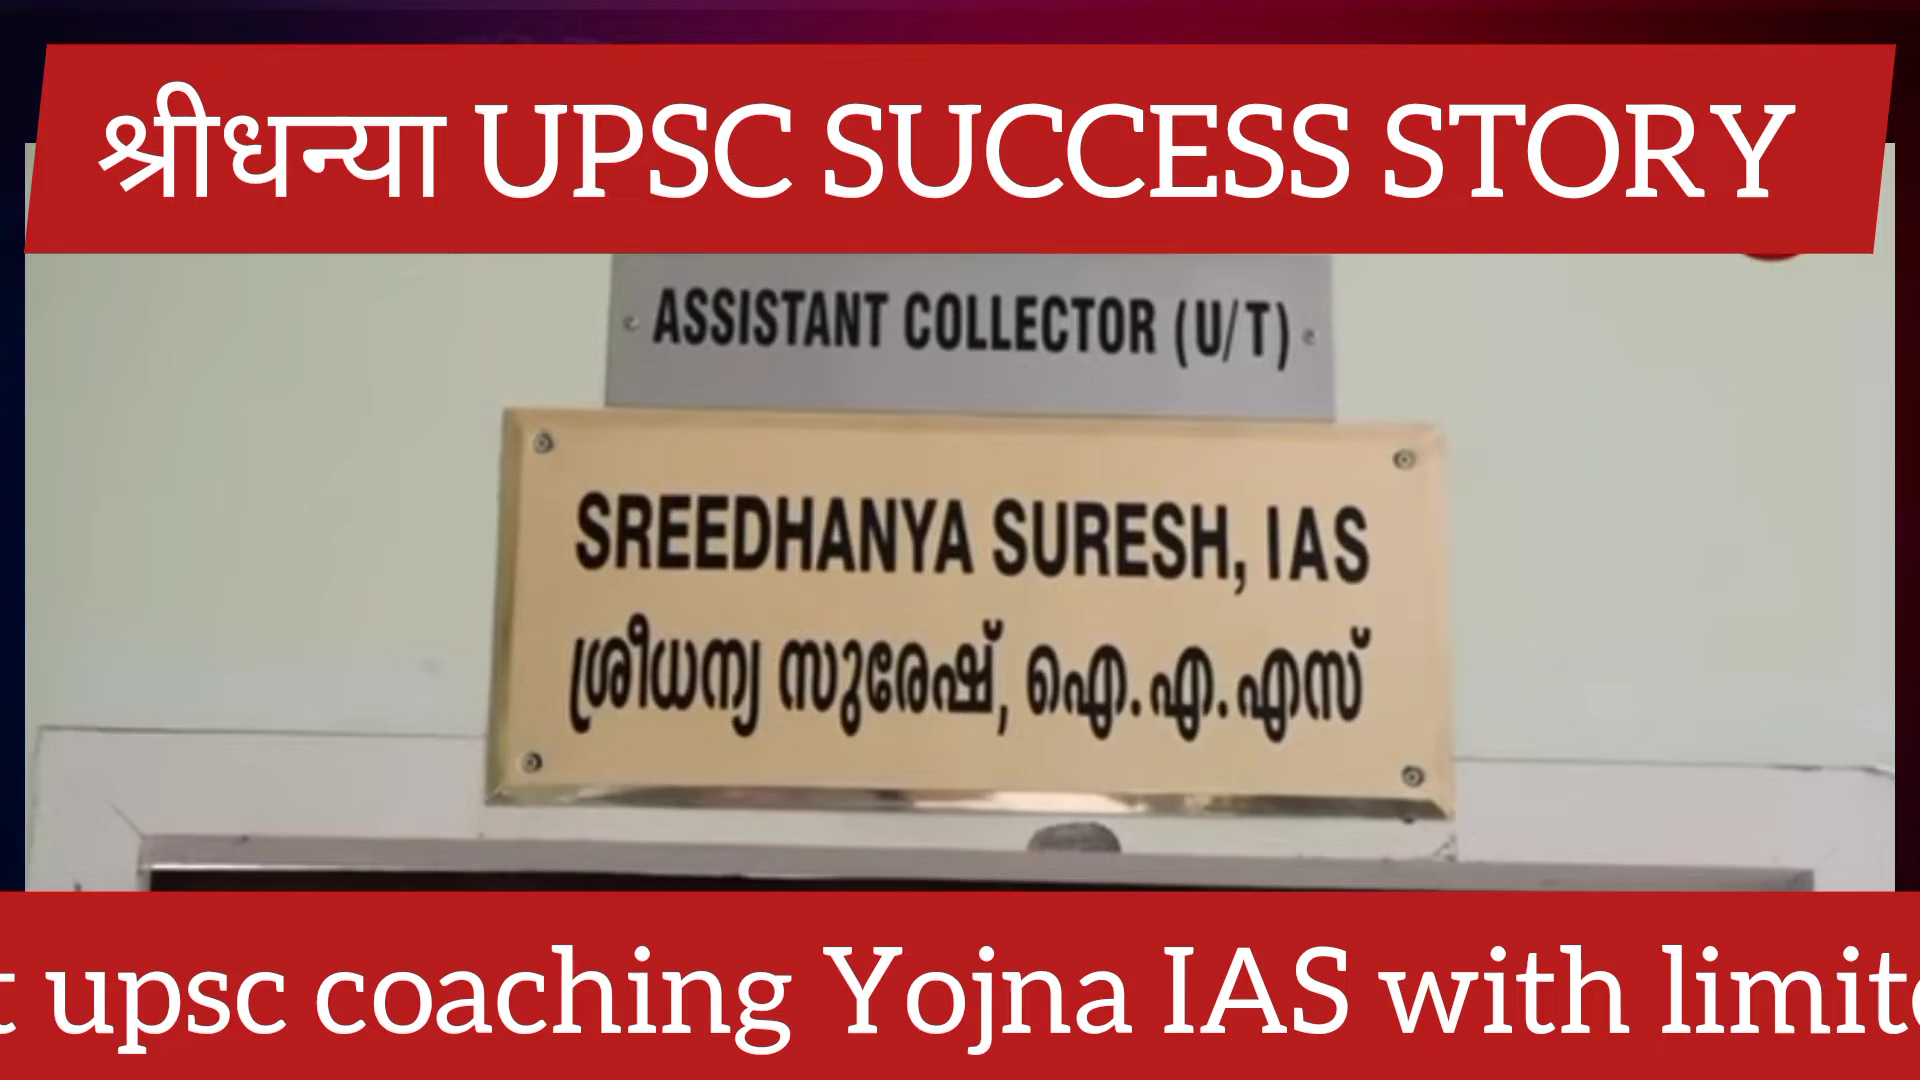 श्रीधन्या UPSC SUCCESS STORY
ASSISTANT COLLECTOR (U/T)
SREEDHANYA SURESH, IAS
ശ്രീധന്യ സുരേഷ്, ഐ.എ.എസ്
upsc coaching Yojna IAS with